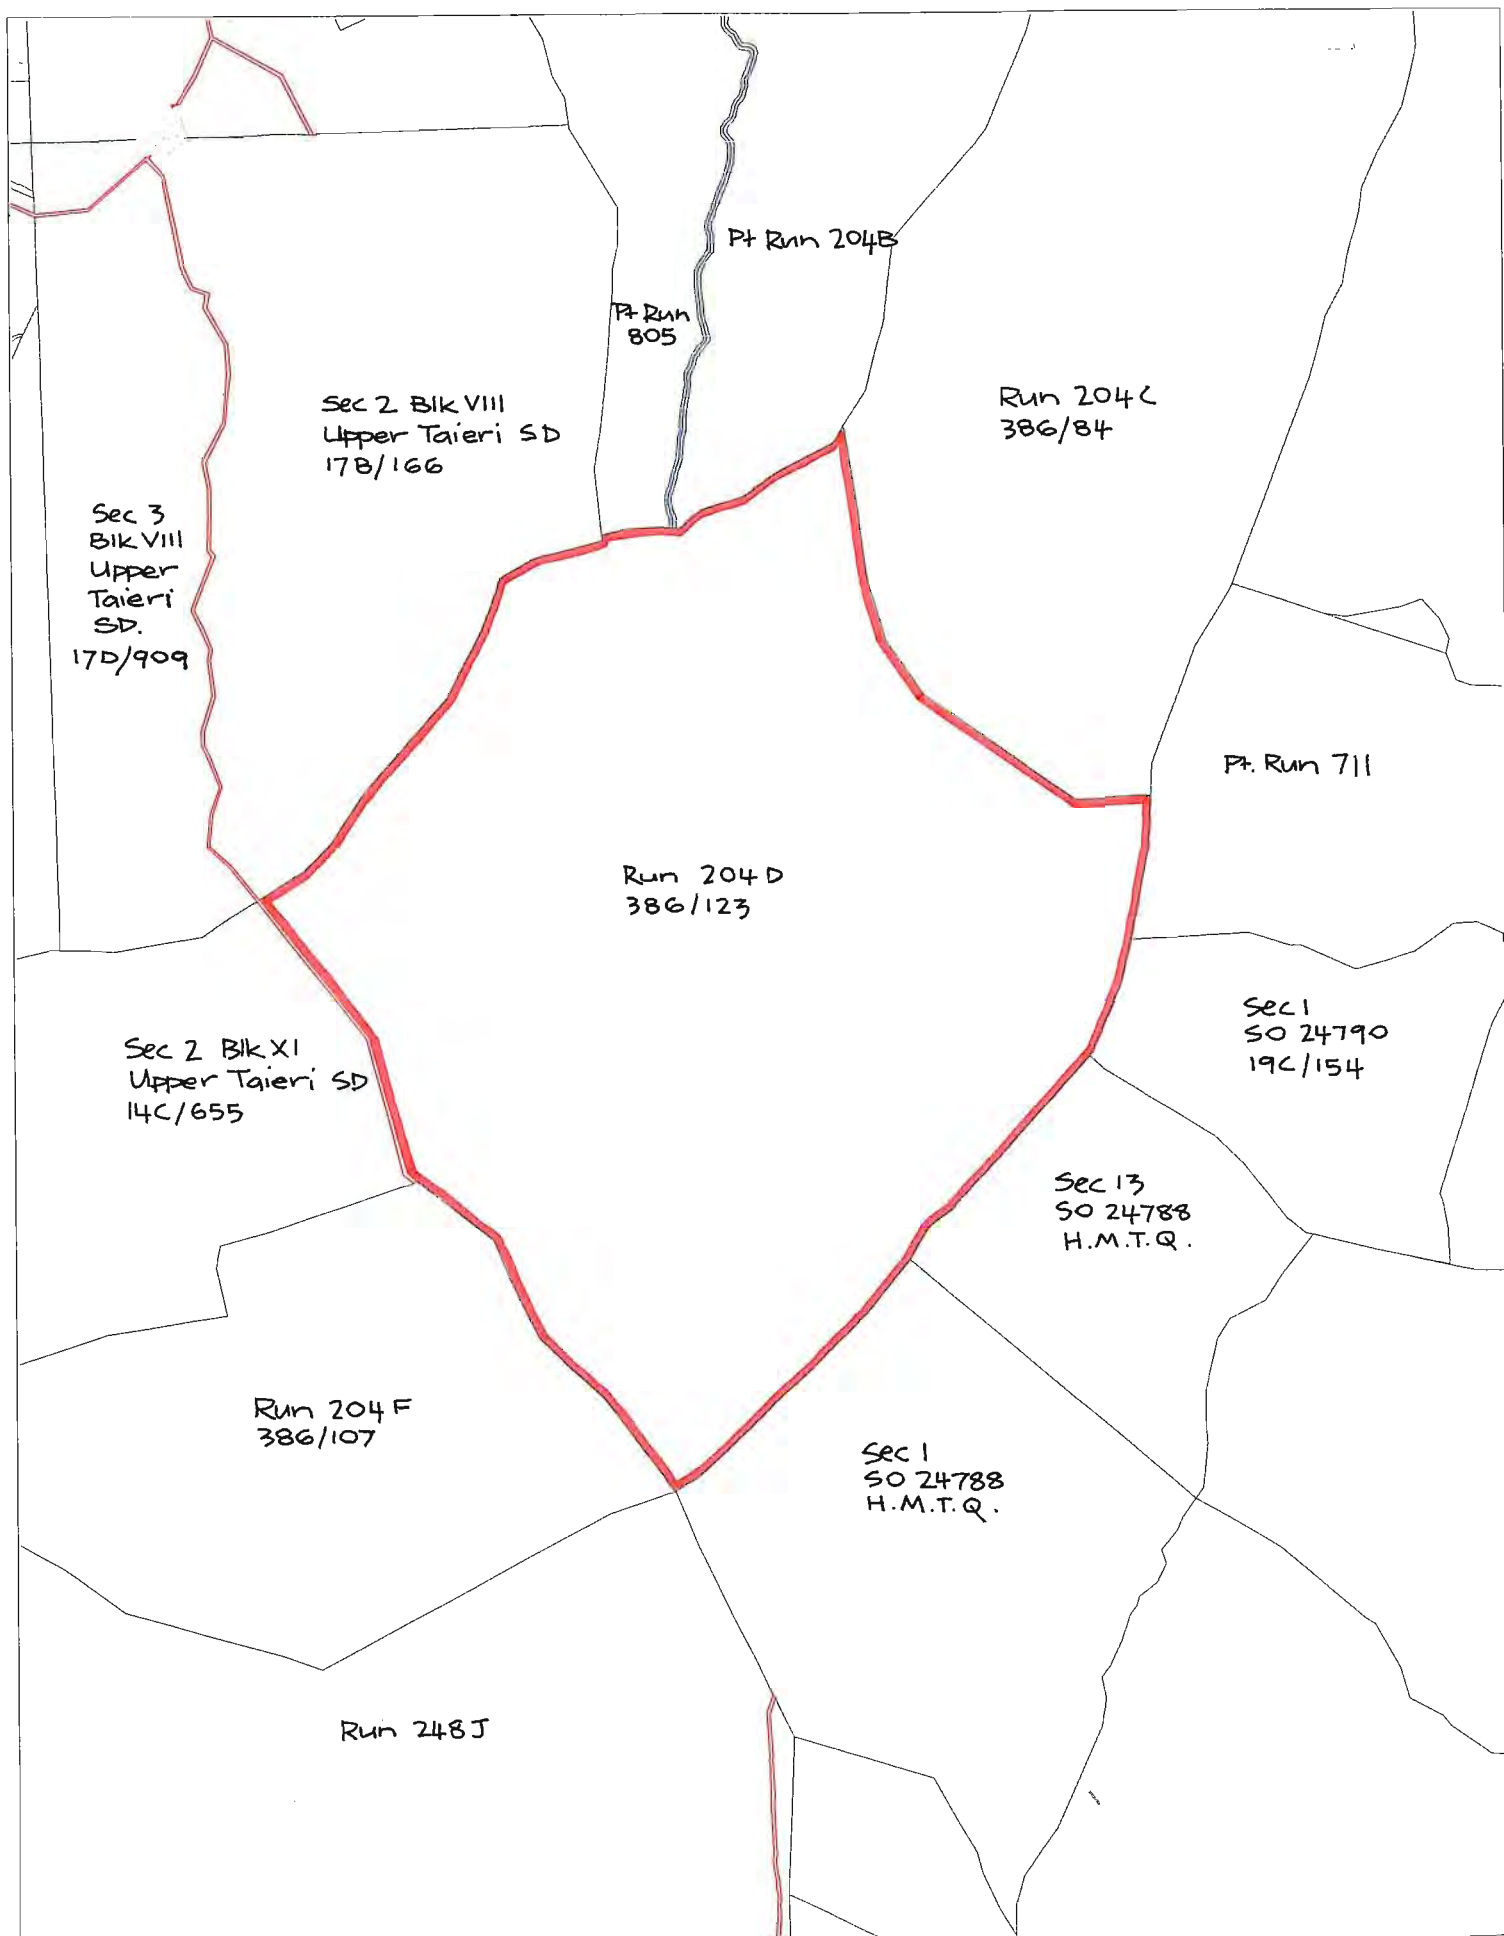 Pt Run 204B
Pt Run
805
Sec 2 Blk VIII
Upper Taieri SD
17B/166
Run 204C
386/84
Sec 3
Blk VIII
Upper
Taieri
SD.
17D/909
Pt. Run 711
Run 204D
386/123
Sec 1
SO 24790
19C/154
Sec 2 Blk XI
Upper Taieri SD
14C/655
Sec 13
SO 24788
H.M.T.Q.
Run 204F
386/107
Sec 1
SO 24788
H.M.T.Q.
Run 248J